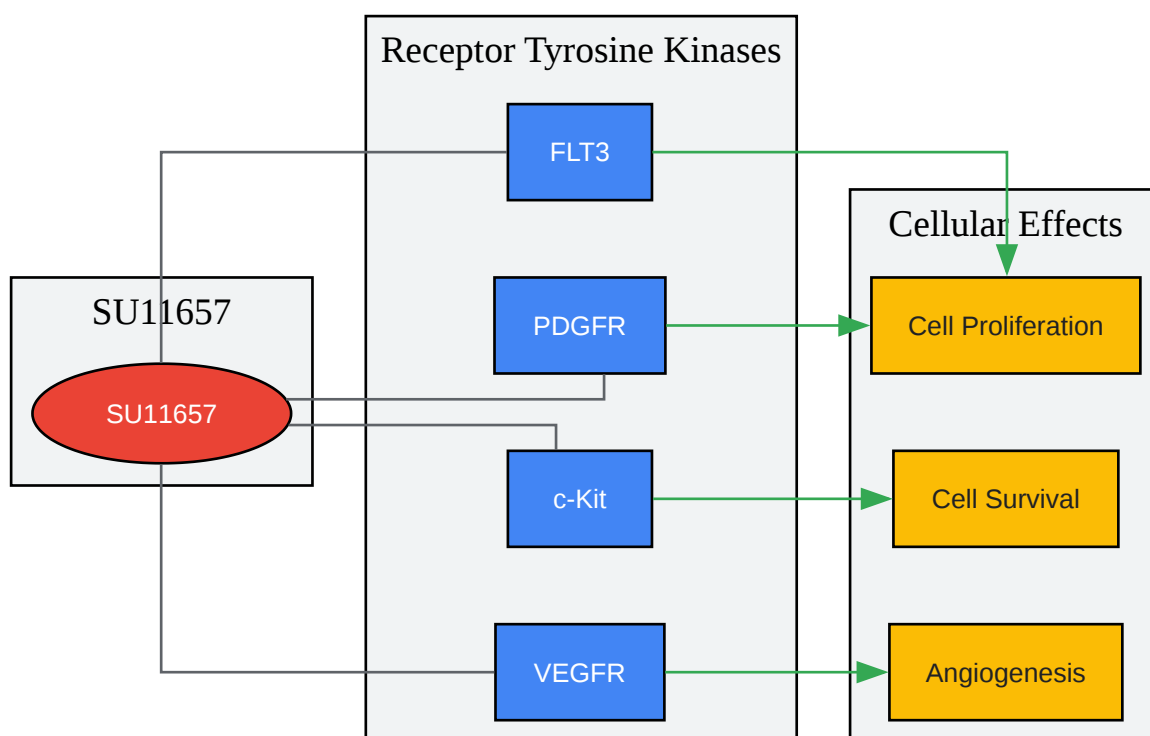 Receptor Tyrosine Kinases
FLT3
Cellular Effects
SU11657
PDGFR
Cell Proliferation
SU11657
c-Kit
Cell Survival
VEGFR
Angiogenesis